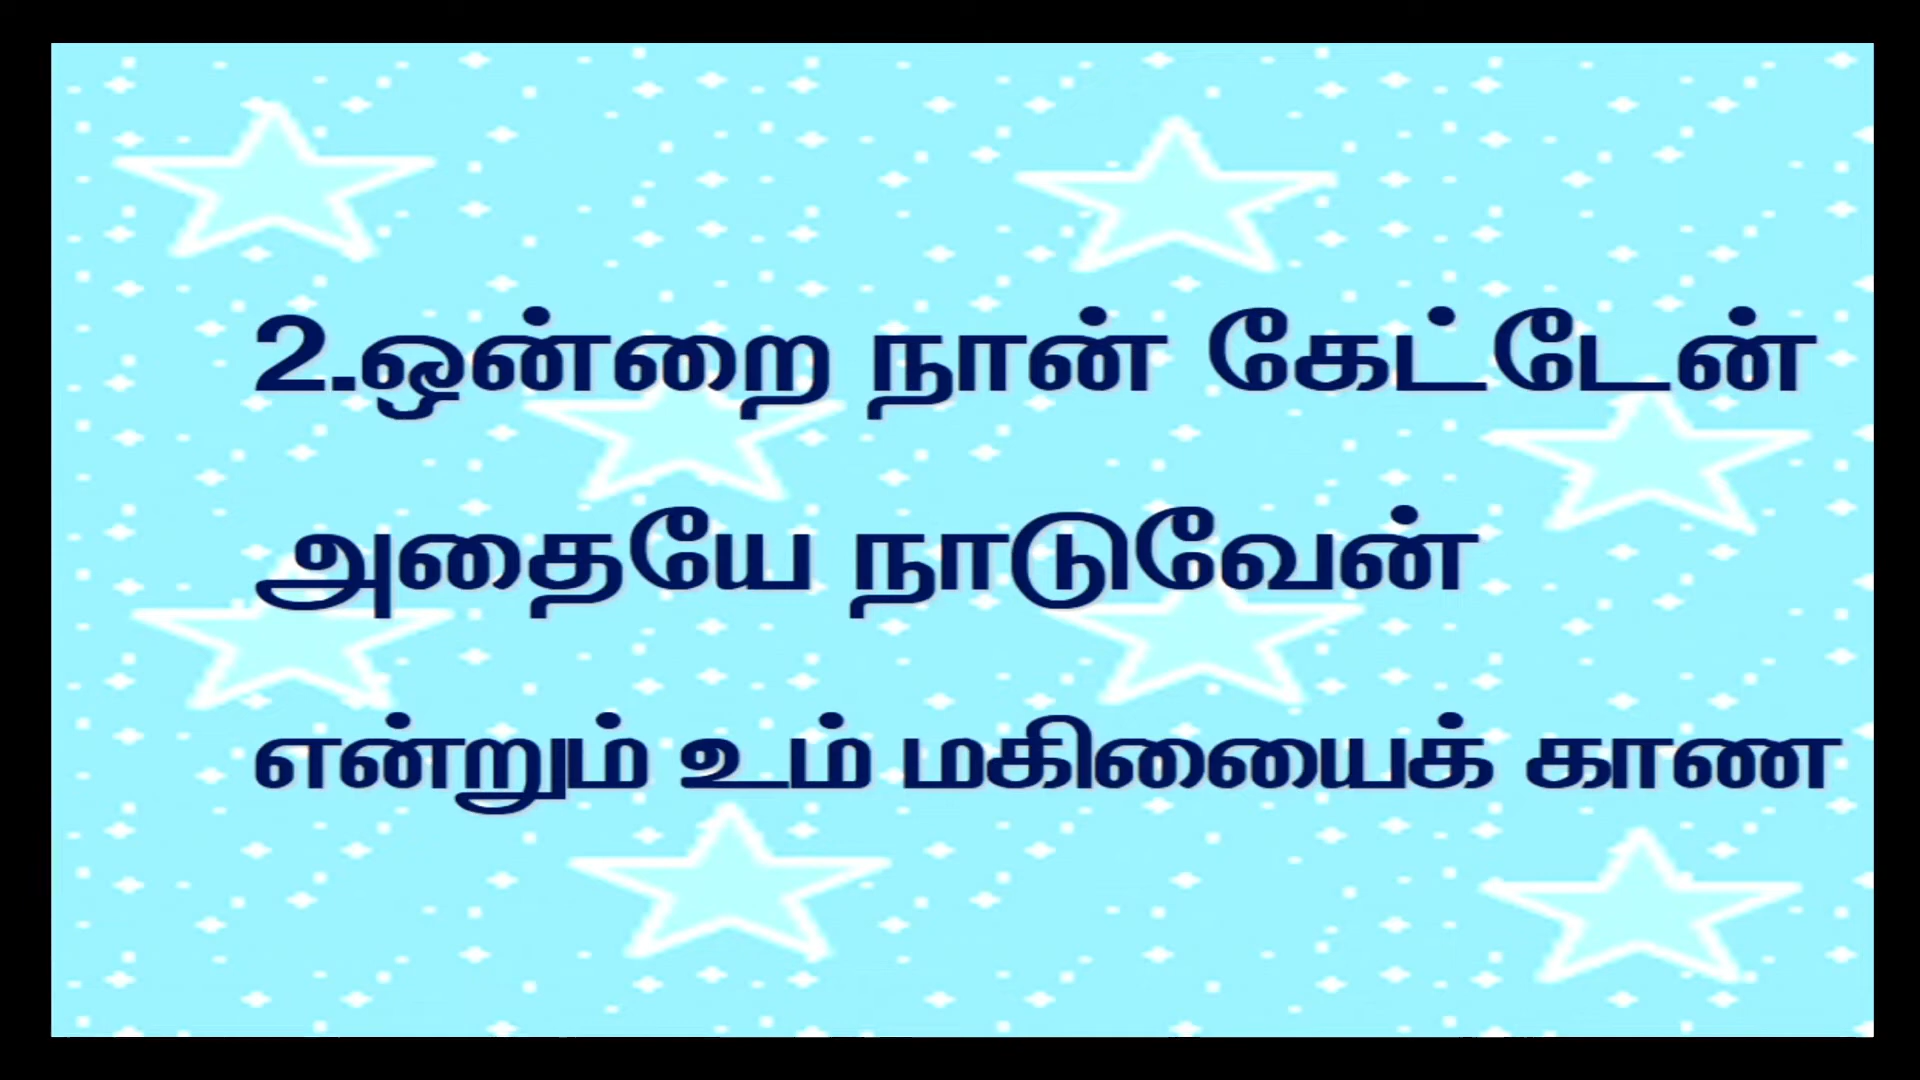 2.ஒன்றை நான் கேட்டேன்
அதையே நாடுவேன்
என்றும் உம் மகிமையைக் காண